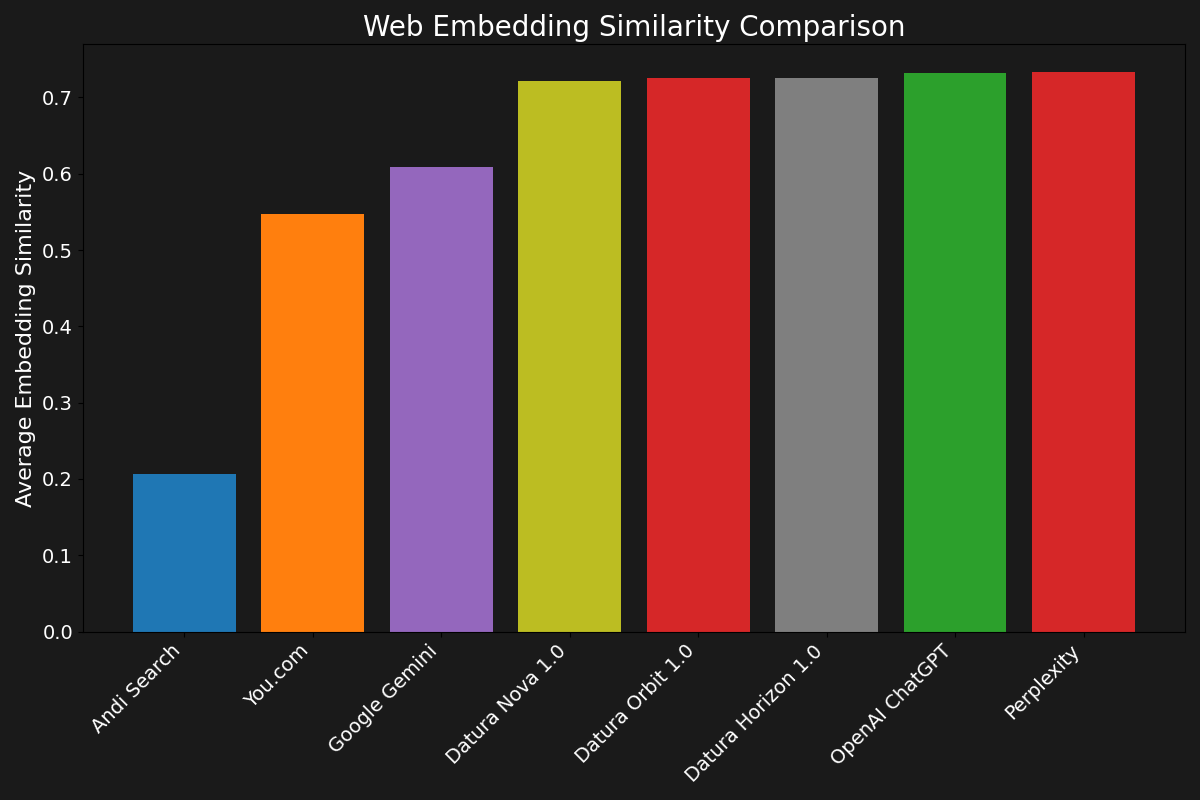 Web Embedding Similarity Comparison
Average Embedding Similarity
0.7
0.6
0.5
0.4
0.3
0.2
0.1
0.0
Andi Search
You.com
Google Gemini
Datura Nova 1.0
Datura Orbit 1.0
Datura Horizon 1.0
OpenAI ChatGPT
Perplexity